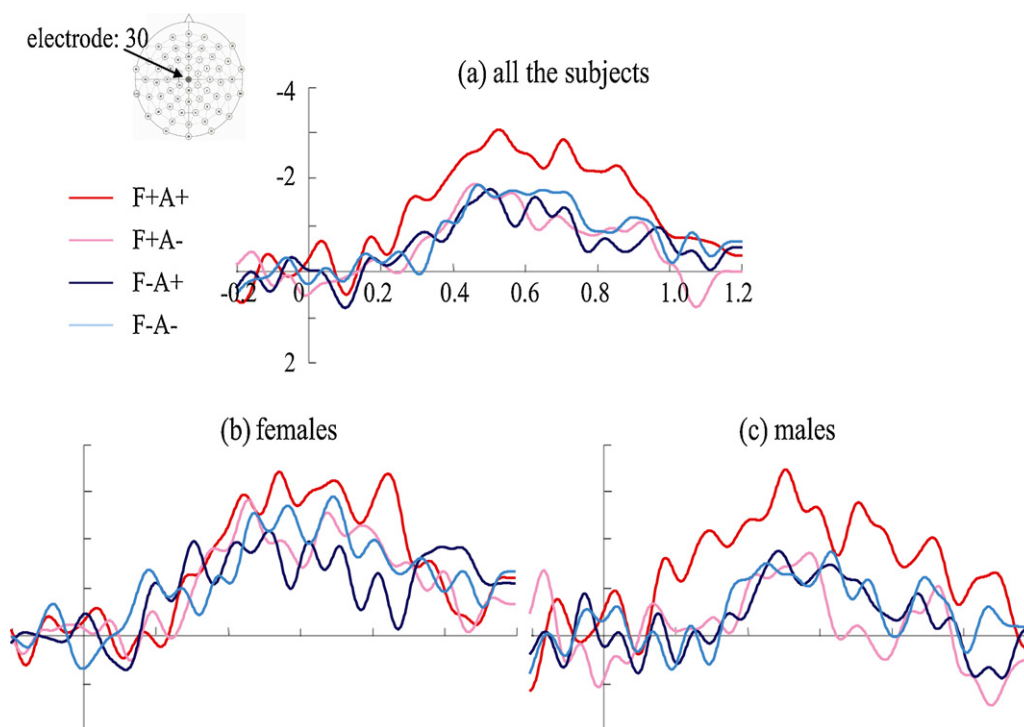 electrode: 30
(a) all the subjects
-4
-2
F+A+
F+A-
F-A+
F-A-
-0.2 0 0.2 0.4 0.6 0.8 1.0 1.2
2
(b) females
(c) males